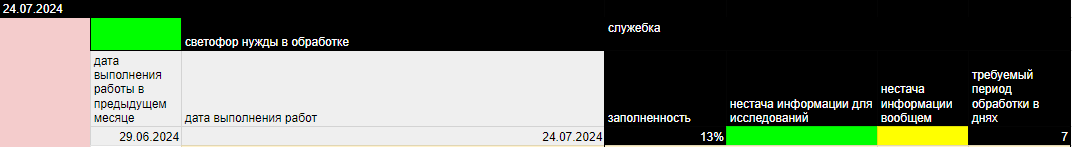 24.07.2024
служебка
светофор нужды в обработке
дата
выполнения
работы в
предыдущем
месяце
дата выполнения работ
заполненность
нестача информации для
исследований
нестача
информации
вообщем
требуемый
период
обработки в
днях
29.06.2024
24.07.2024
13%
7